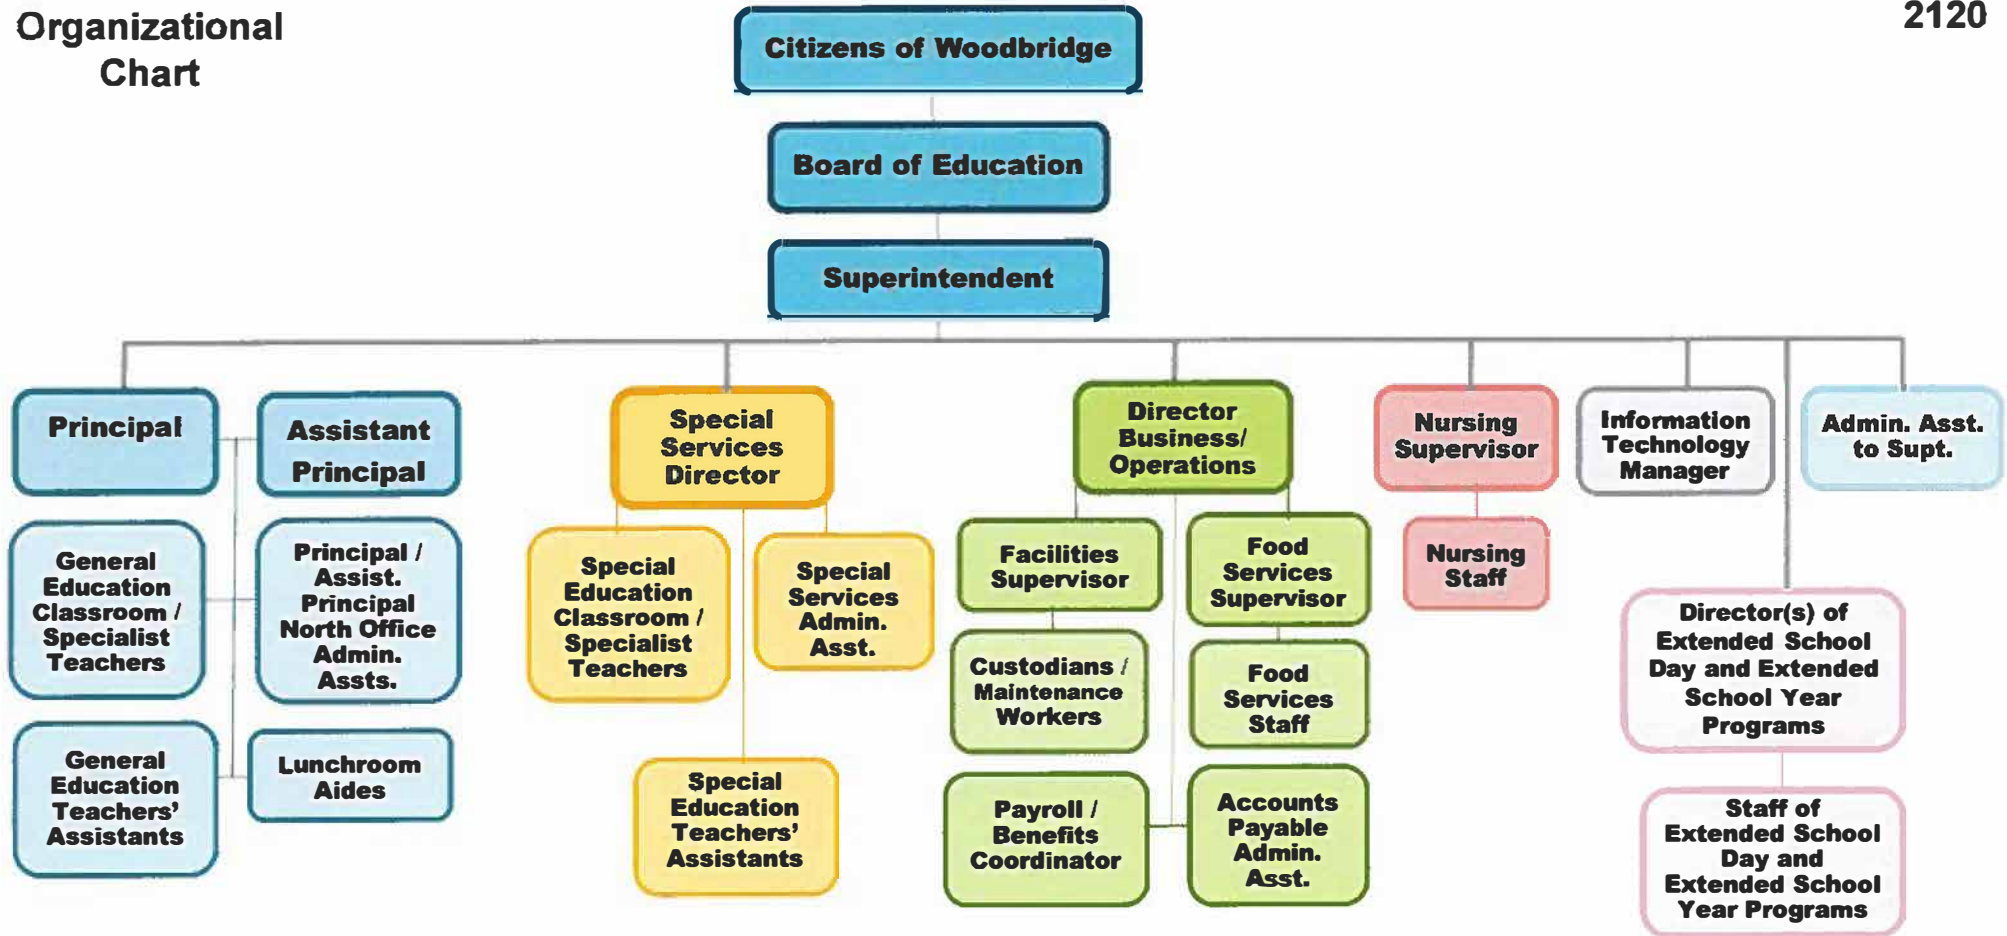 Organizational
Chart
2120
Citizens of Woodbridge
Board of Education
Superintendent
Principal
Assistant
Principal
Special
Services
Director
Director
Business/
Operations
Nursing
Supervisor
Information
Technology
Manager
Admin. Asst.
to Supt.
General
Education
Classroom /
Specialist
Teachers
Principal /
Assist.
Principal
North Office
Admin.
Assts.
Special
Education
Classroom /
Specialist
Teachers
Special
Services
Admin.
Asst.
Facilities
Supervisor
Food
Services
Supervisor
Nursing
Staff
Director(s) of
Extended School
Day and Extended
School Year
Programs
Custodians /
Maintenance
Workers
Food
Services
Staff
General
Education
Teachers’
Assistants
Lunchroom
Aides
Special
Education
Teachers’
Assistants
Payroll /
Benefits
Coordinator
Accounts
Payable
Admin.
Asst.
Staff of
Extended School
Day and
Extended School
Year Programs